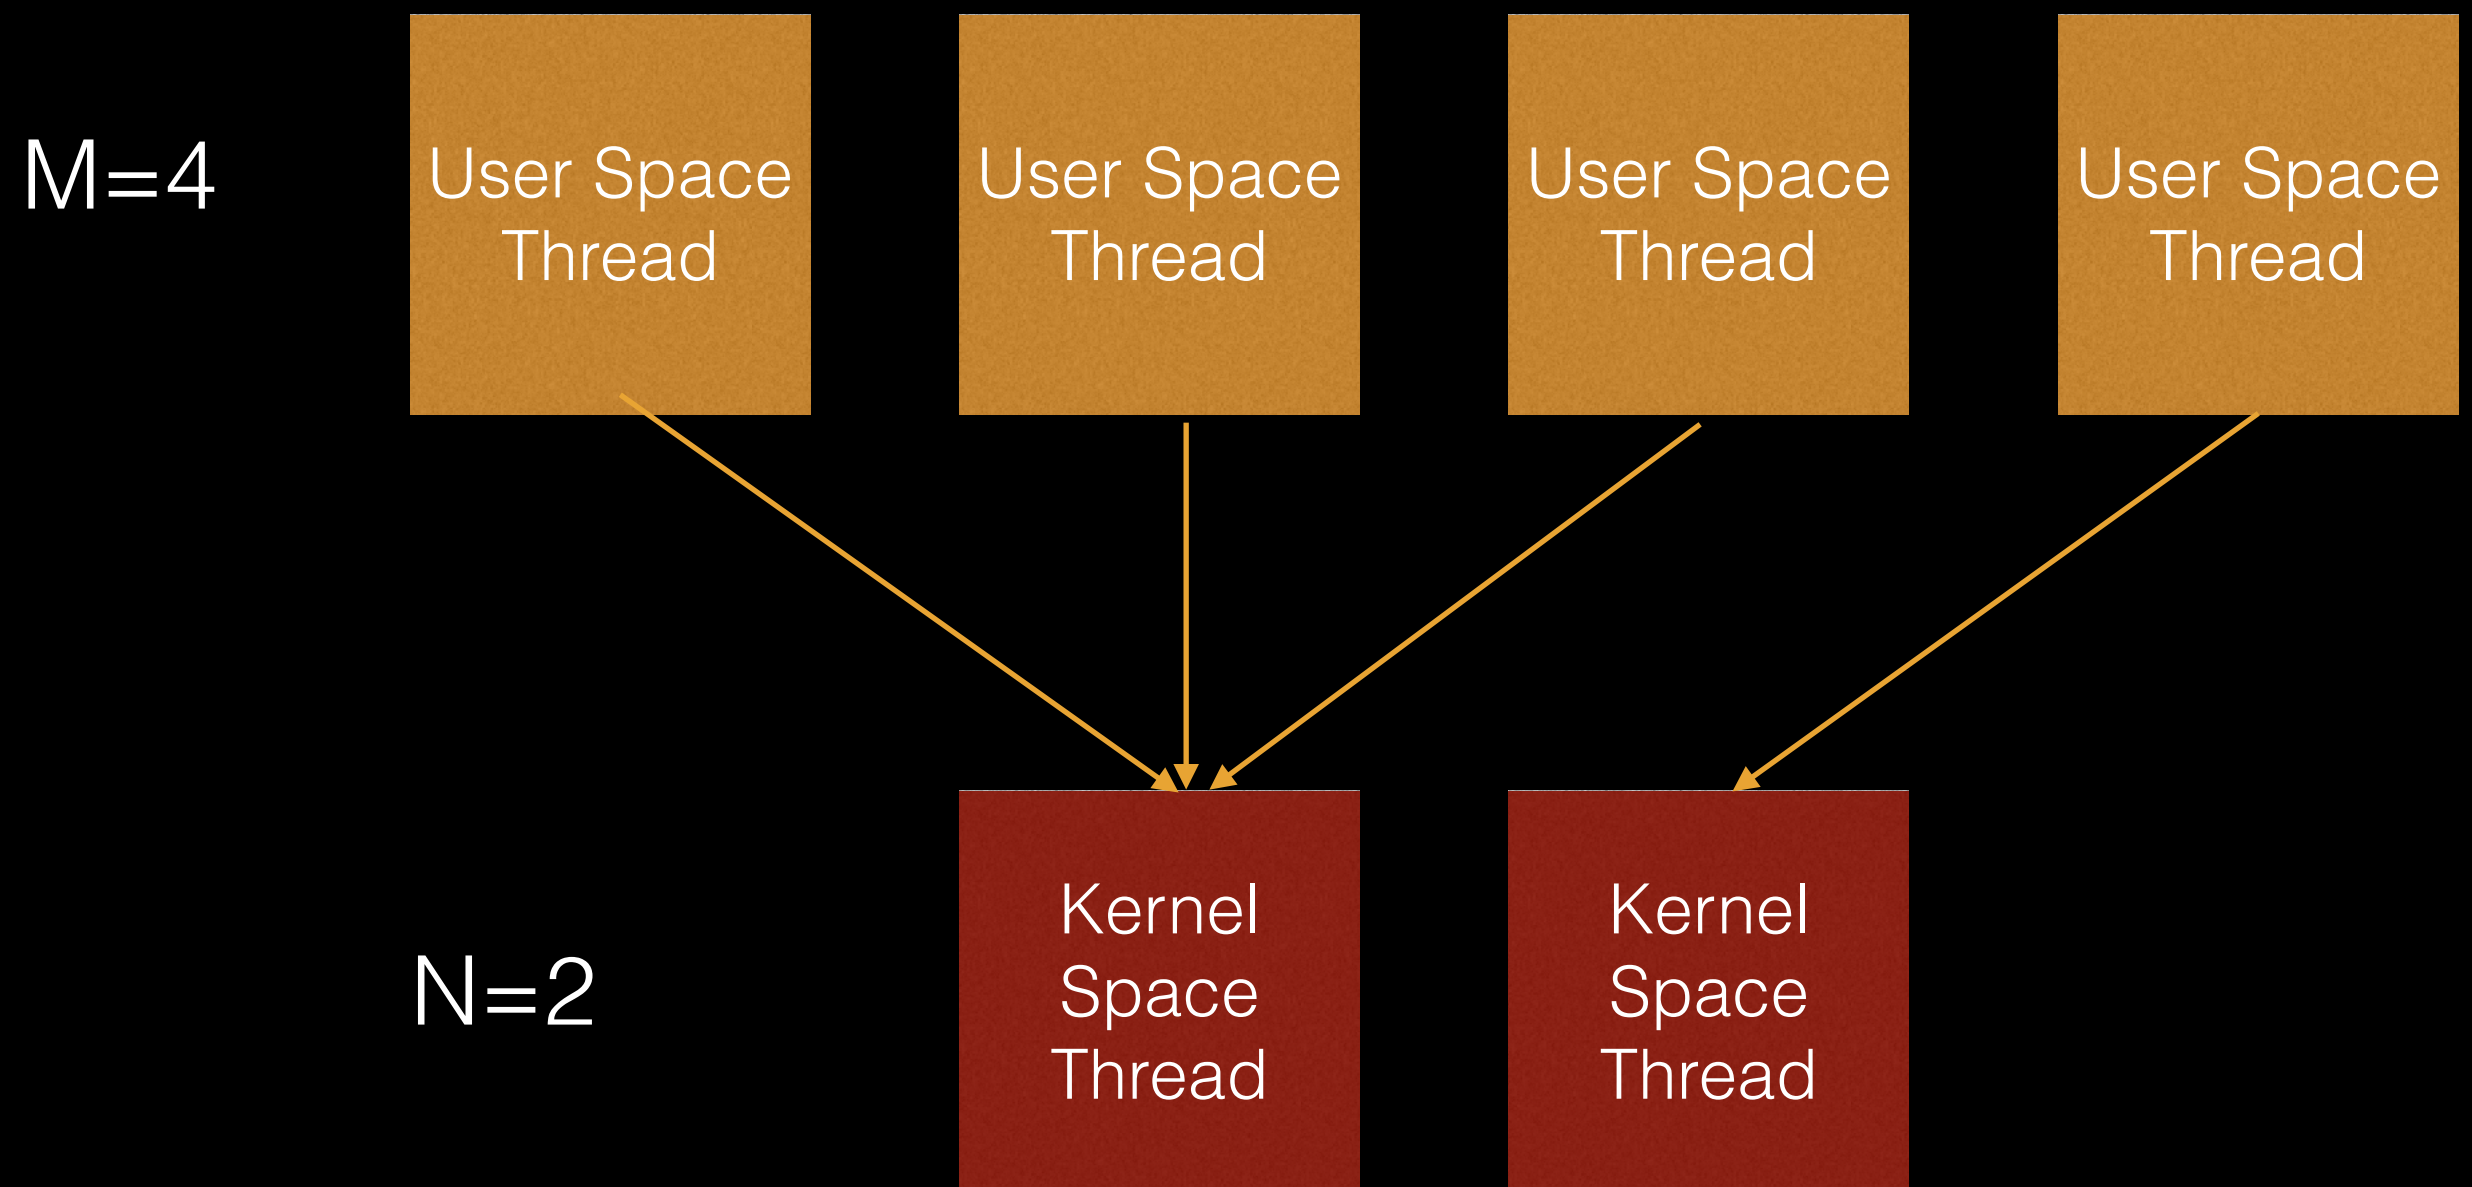 M=4
User Space
Thread
User Space
Thread
User Space
Thread
User Space
Thread
N=2
Kernel
Space
Thread
Kernel
Space
Thread